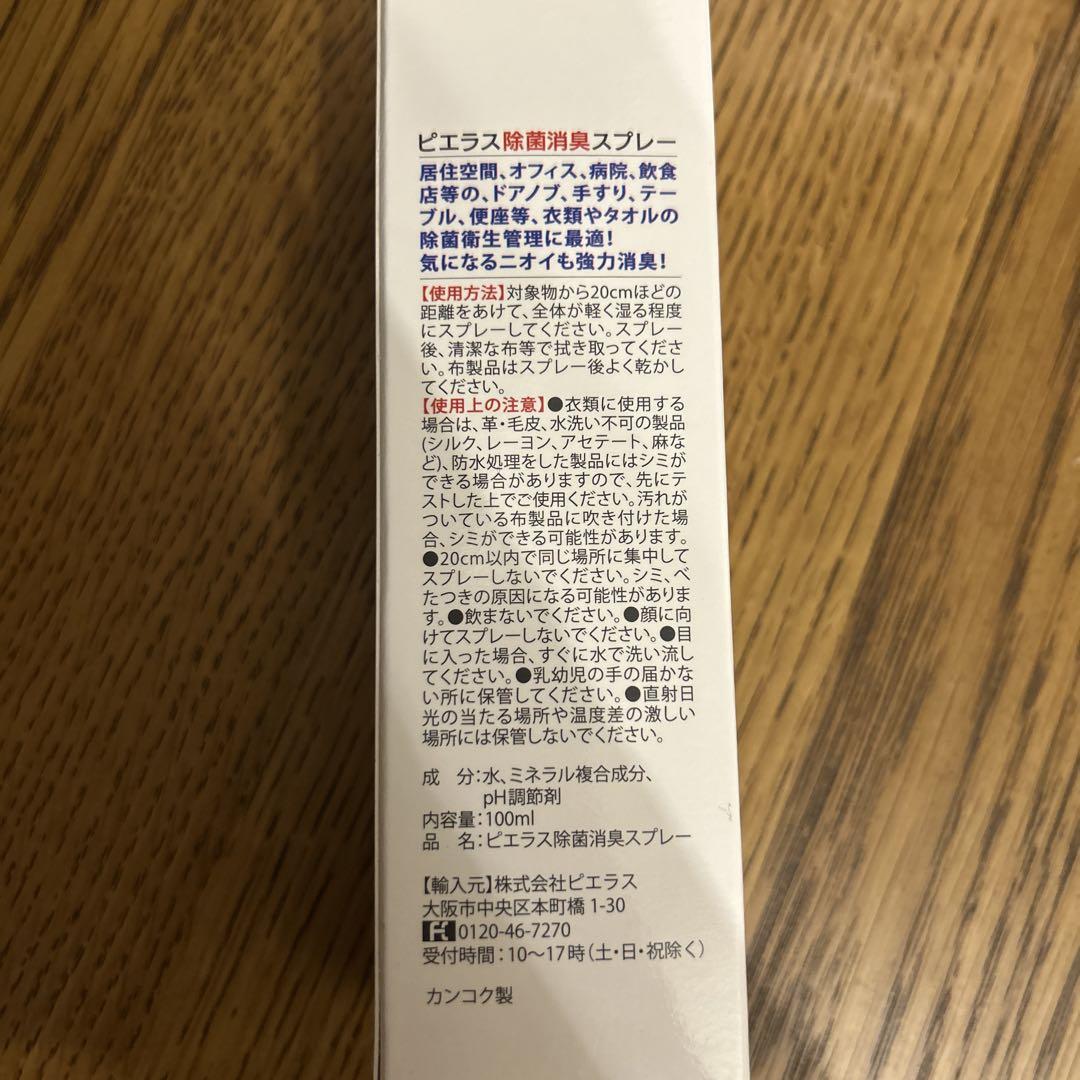 ピエラス除菌消臭スプレー
居住空間、オフィス、病院、飲食
店等の、ドアノブ、手すり、テー
ブル、便座等、衣類やタオルの
除菌衛生管理に最適!
気になるニオイも強力消臭!
【使用方法】対象物から20cmほどの
距離をあけて、全体が軽く湿る程度
にスプレーしてください。スプレー
後、清潔な布等で拭き取ってくださ
い。布製品はスプレー後よく乾かし
てください。
【使用上の注意】●衣類に使用する
場合は、革・毛皮、水洗い不可の製品
(シルク、レーヨン、アセテート、麻な
ど)、防水処理をした製品にはシミが
できる場合がありますので、先にテ
ストした上でご使用ください。汚れが
ついている布製品に吹き付けた場
合、シミができる可能性があります。
●20cm以内で同じ場所に集中して
スプレーしないでください。シミ、べ
たつきの原因になる可能性がありま
す。●飲まないでください。●顔に向
けてスプレーしないでください。●目
に入った場合、すぐに水で洗い流し
てください。●乳幼児の手の届かな
い所に保管してください。●直射日
光の当たる場所や温度差の激しい
場所には保管しないでください。
成 分:水、ミネラル複合成分、
pH調節剤
内容量:100ml
品 名:ピエラス除菌消臭スプレー
【輸入元】株式会社ピエラス
大阪市中央区本町橋 1-30
0120-46-7270
受付時間:10〜17時(土・日・祝除く)
カンコク製